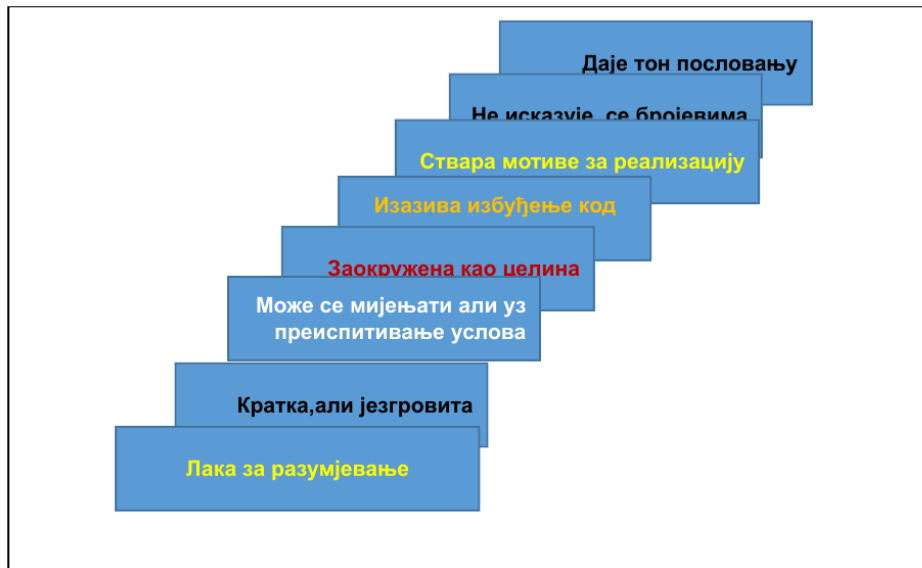 Даје тон пословању
Не исказује се бројевима
Ствара мотиве за реализацију
Изазива избуђење код
Заокружена као целина
Може се мијењати али уз
преиспитивање услова
Кратка,али језгровита
Лака за разумјевање